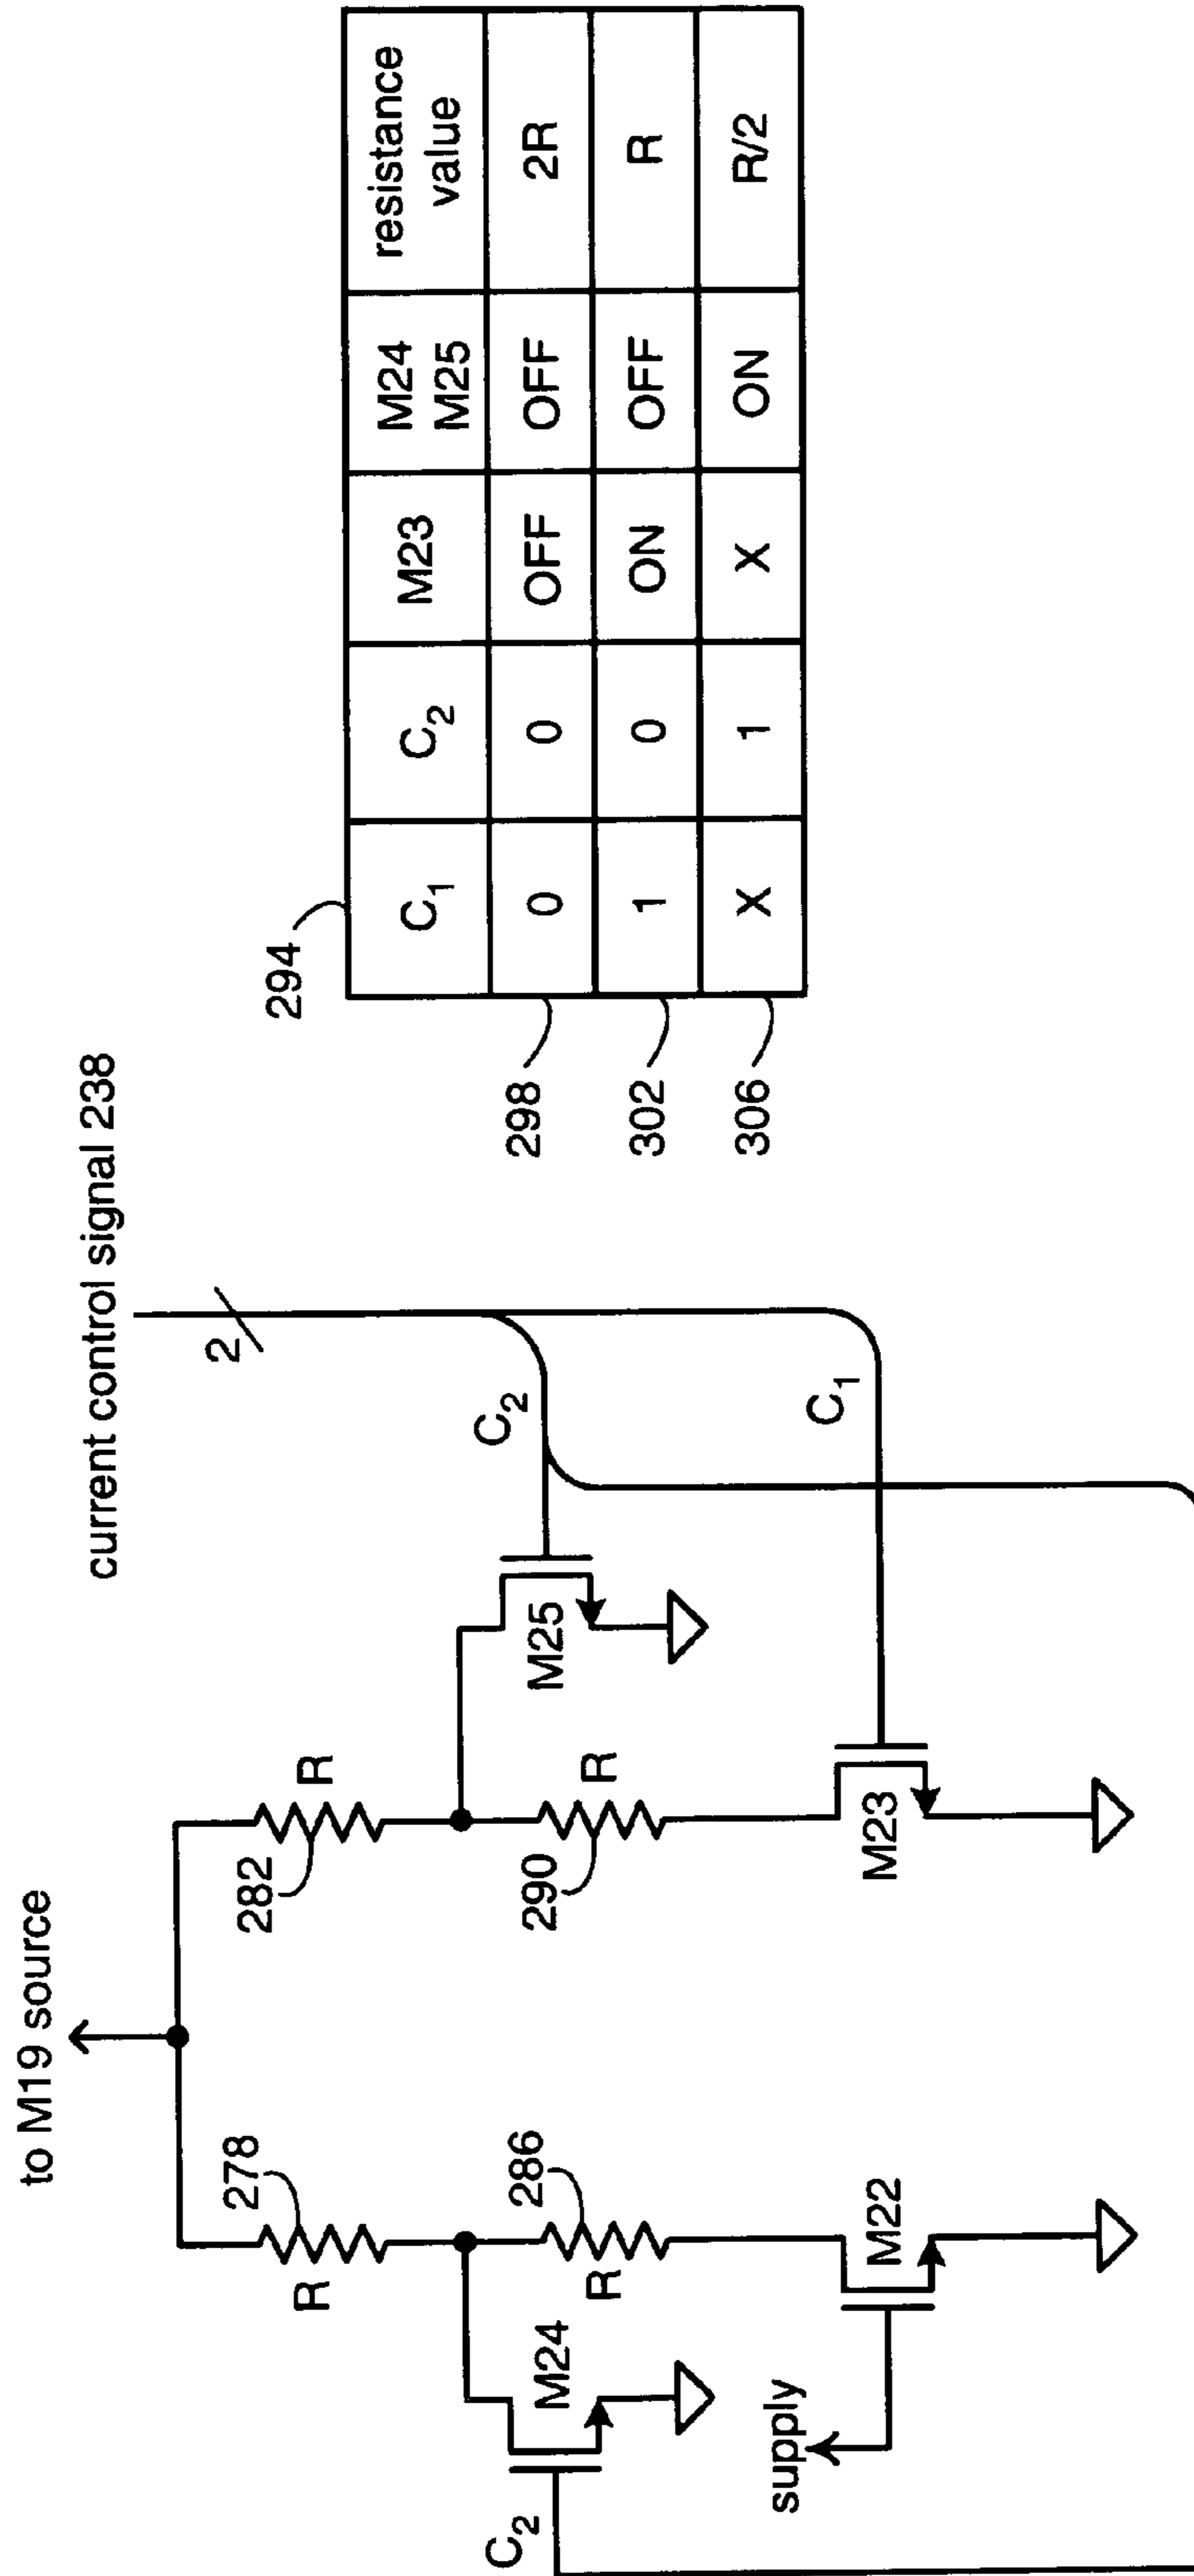 current control signal 238
2
to M19 source
278
R
282
R
C2
C2
M24
M25
286
R
290
R
C1
supply
M22
M23
294
C1 C2 M23 M24 M25 resistance value
298 0 0 OFF OFF 2R
302 1 0 ON OFF R
306 X 1 X ON R/2